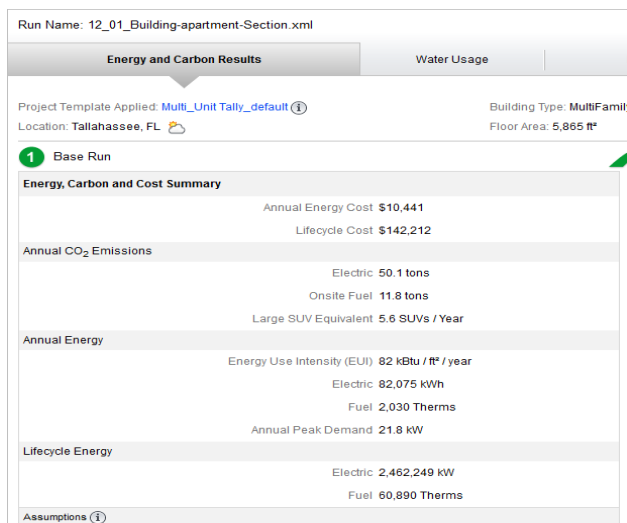 Run Name: 12_01_Building-apartment-Section.xml
Energy and Carbon Results Water Usage
Project Template Applied: Multi_Unit Tally_default Building Type: MultiFamily
Location: Tallahassee, FL Floor Area: 5,865 ft²
1 Base Run
Energy, Carbon and Cost Summary
Annual Energy Cost $10,441
Lifecycle Cost $142,212
Annual CO2 Emissions
Electric 50.1 tons
Onsite Fuel 11.8 tons
Large SUV Equivalent 5.6 SUVs / Year
Annual Energy
Energy Use Intensity (EUI) 82 kBtu / ft² / year
Electric 82,075 kWh
Fuel 2,030 Therms
Annual Peak Demand 21.8 kW
Lifecycle Energy
Electric 2,462,249 kW
Fuel 60,890 Therms
Assumptions